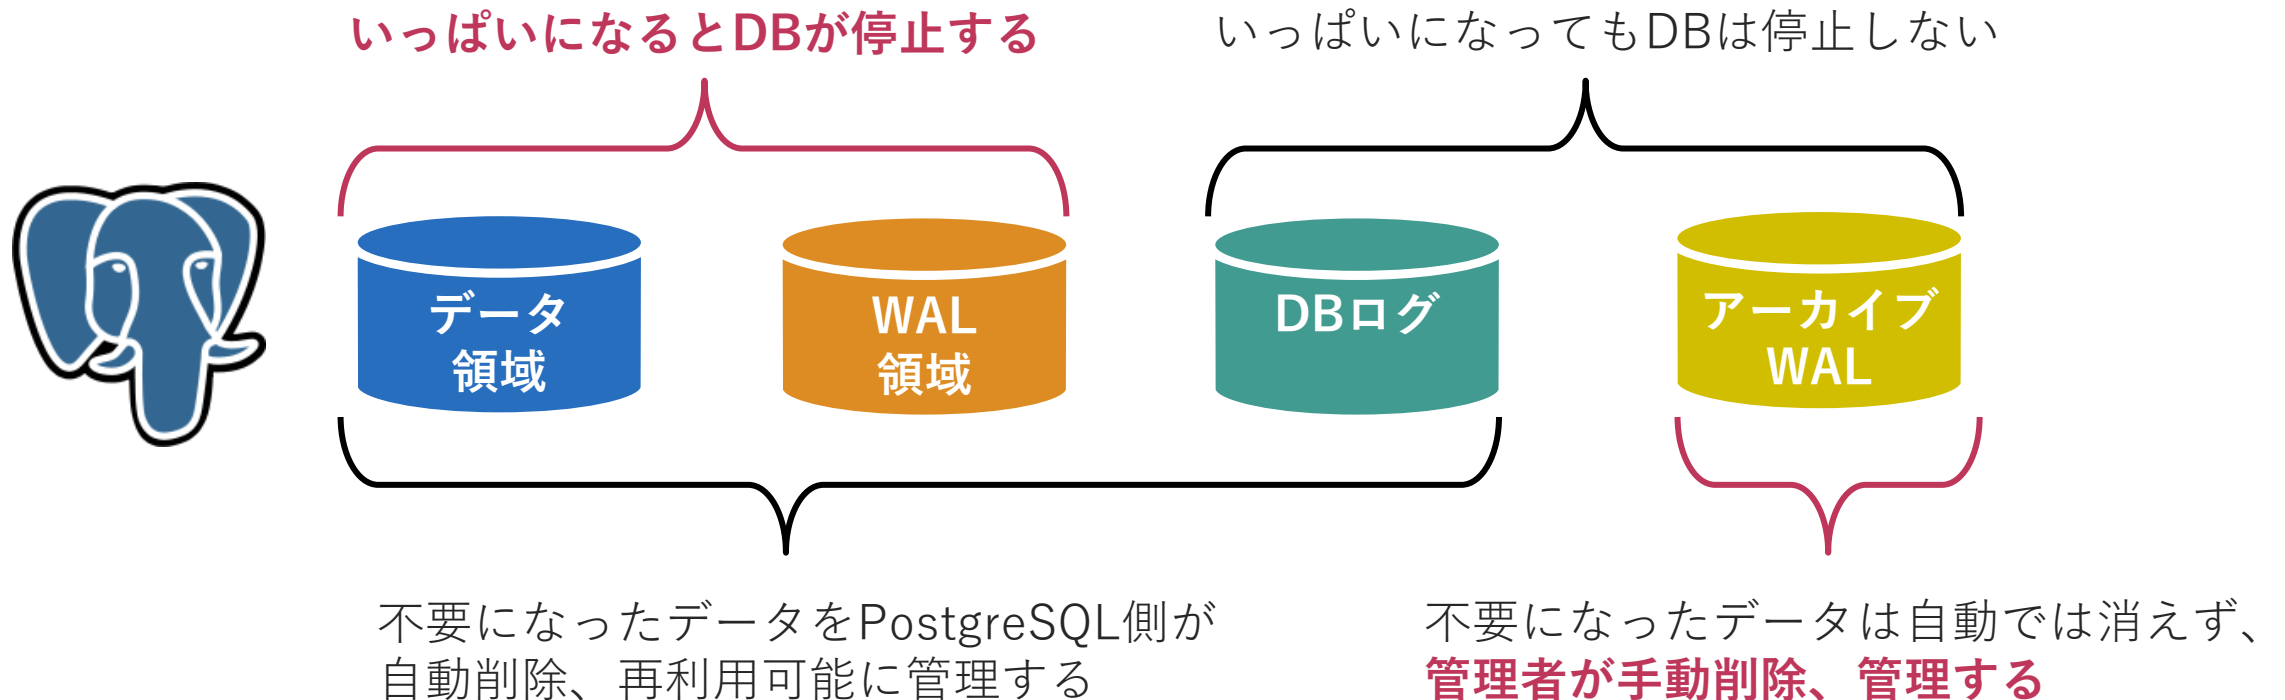 いっぱいになるとDBが停止する
いっぱいになってもDBは停止しない
データ
領域
WAL
領域
DBログ
アーカイブ
WAL
不要になったデータをPostgreSQL側が
自動削除、再利用可能に管理する
不要になったデータは自動では消えず、
管理者が手動削除、管理する